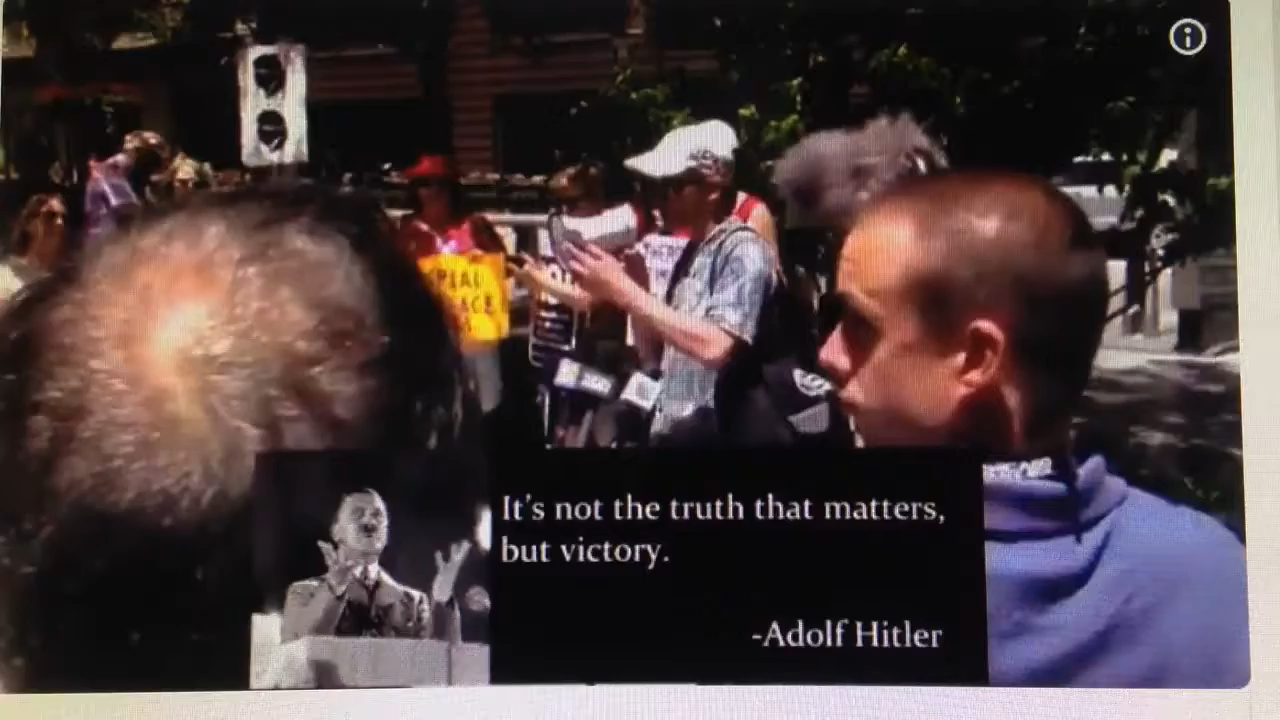 It's not the truth that matters,
but victory.
-Adolf Hitler